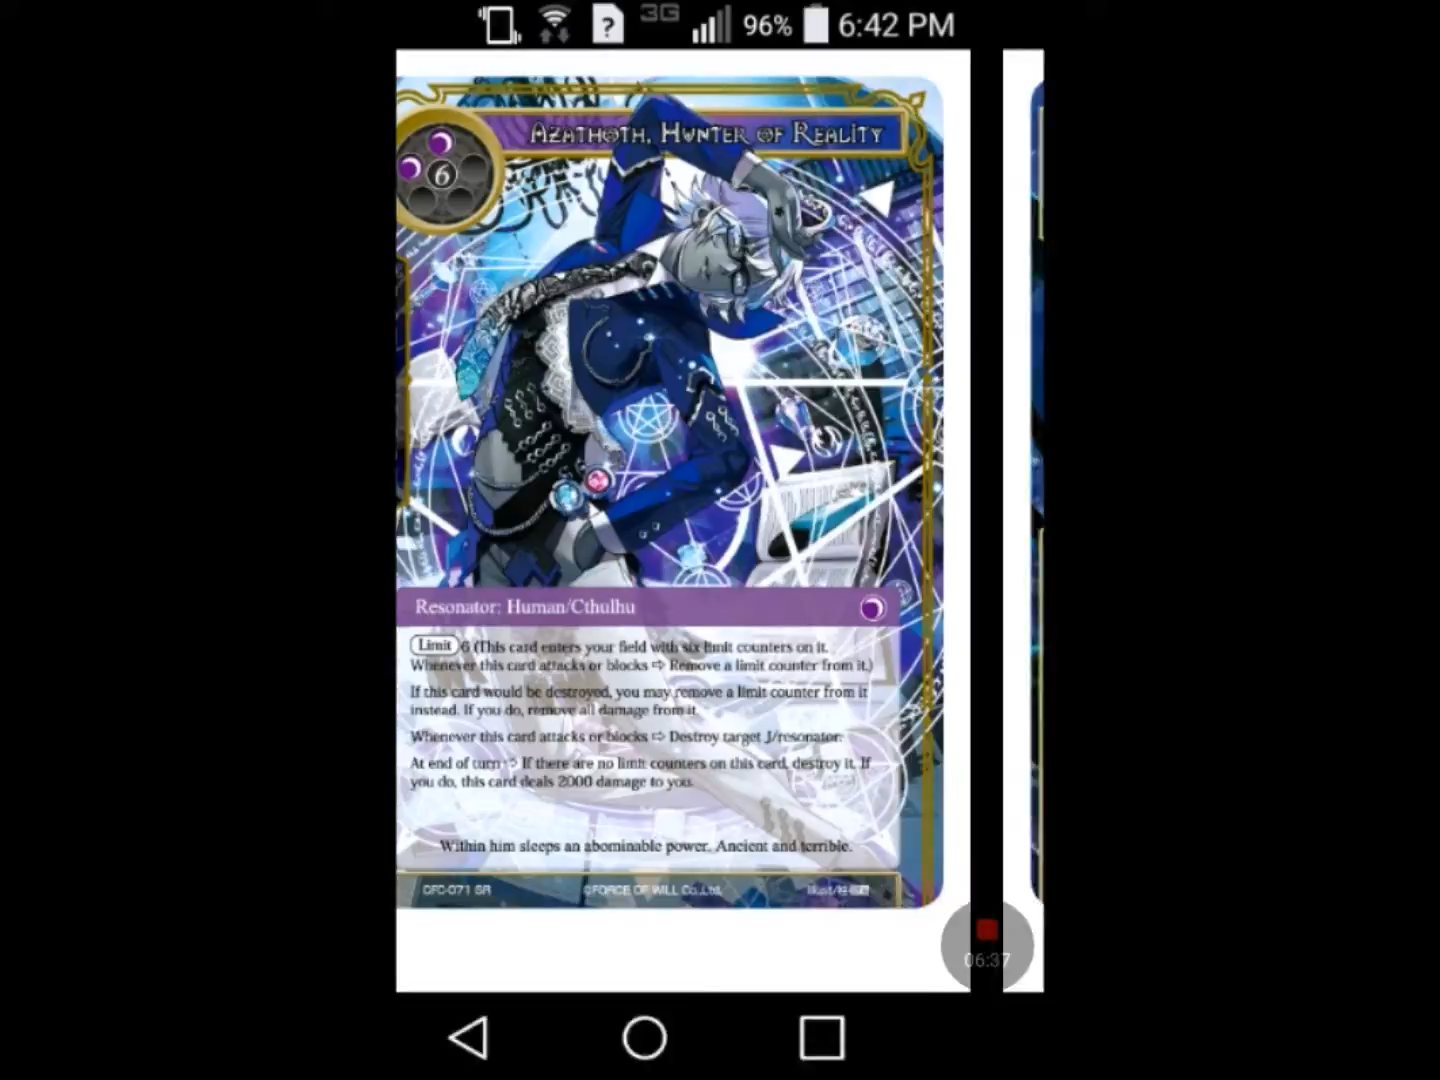 3G 96% 6:42 PM
Azathoth, Hunter of Reality
6
Resonator: Human/Cthulhu
Limit 6 (This card enters your field with six limit counters on it.
Whenever this card attacks or blocks ⇨ Remove a limit counter from it.)
If this card would be destroyed, you may remove a limit counter from it
instead. If you do, remove all damage from it.
Whenever this card attacks or blocks ⇨ Destroy target J/resonator.
At end of turn ⇨ If there are no limit counters on this card, destroy it. If
you do, this card deals 2000 damage to you.
Within him sleeps an abominable power. Ancient and terrible.
CFC-071 SR ©FORCE OF WILL Co.,Ltd.
06:37